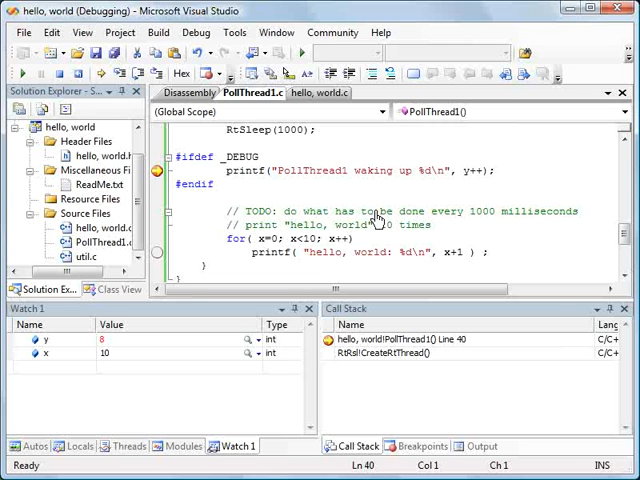 hello, world (Debugging) - Microsoft Visual Studio
File Edit View Project Build Debug Tools Window Community Help
Hex
Solution Explorer - S...
Disassembly PollThread1.c hello, world.c
(Global Scope) PollThread1()
hello, world
Header Files
hello, world.h
Miscellaneous Fi
ReadMe.txt
Resource Files
Source Files
hello, world.c
PollThread1.c
util.c
RtSleep(1000);
#ifdef _DEBUG
printf("PollThread1 waking up %d\n", y++);
#endif
// TODO: do what has to be done every 1000 milliseconds
// print "hello, world" 10 times
for( x=0; x<10; x++)
printf( "hello, world: %d\n", x+1 ) ;
}
}
Solution Ex... Class View
Watch 1
Name Value Type
y 8 int
x 10 int
Call Stack
Name Lang
hello, world!PollThread1() Line 40 C/C+
RtRsl!CreateRtThread() C/C+
Autos Locals Threads Modules Watch 1
Call Stack Breakpoints Output
Ready Ln 40 Col 1 Ch 1 INS